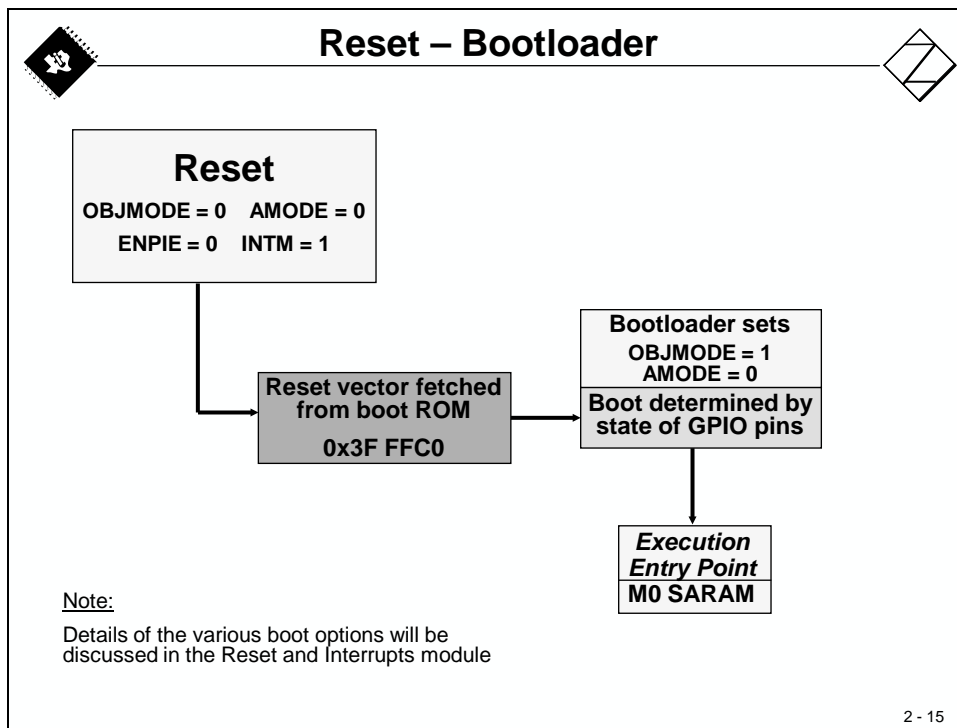 Reset – Bootloader
Reset
OBJMODE = 0 AMODE = 0
ENPIE = 0 INTM = 1
Reset vector fetched
from boot ROM
0x3F FFC0
Bootloader sets
OBJMODE = 1
AMODE = 0
Boot determined by
state of GPIO pins
Execution
Entry Point
M0 SARAM
Note:
Details of the various boot options will be
discussed in the Reset and Interrupts module
2 - 15